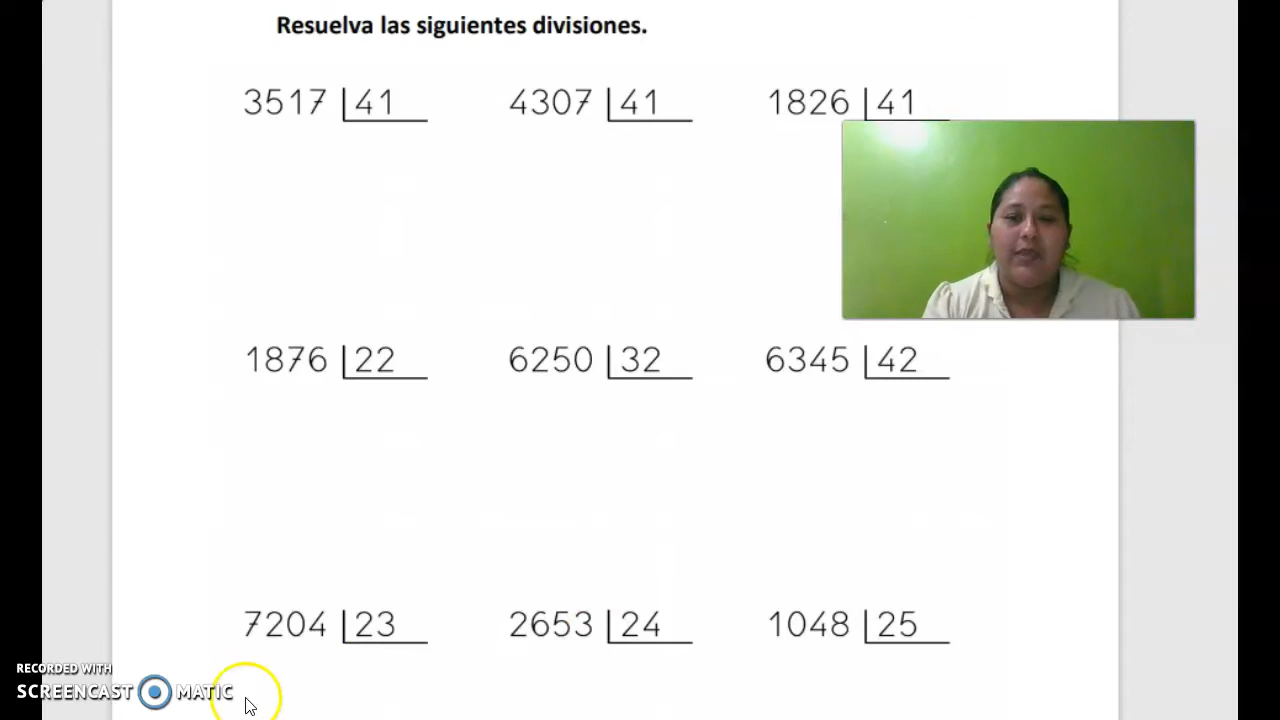 Resuelva las siguientes divisiones.
3517 41 4307 41 1826 41
1876 22 6250 32 6345 42
7204 23 2653 24 1048 25
RECORDED WITH
SCREENCAST MATIC